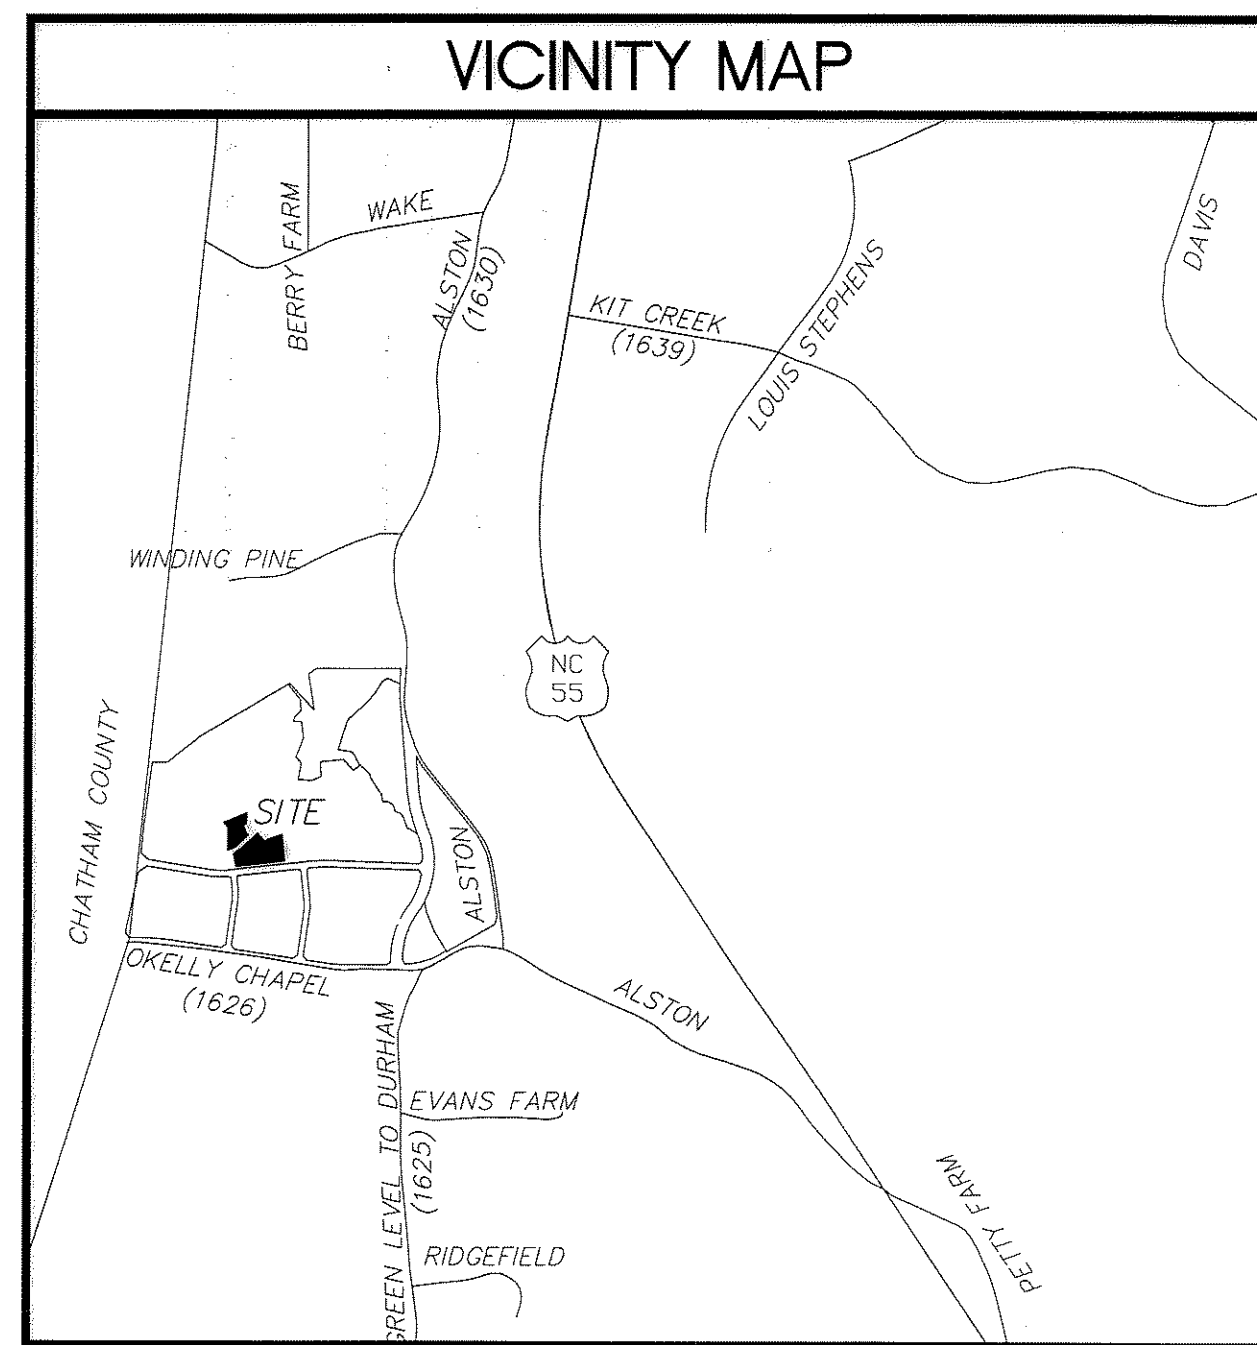 VICINITY MAP
BERRY FARM
WAKE
ALSTON
(1630)
KIT CREEK
(1639)
LOUIS STEPHENS
DAVIS
WINDING PINE
NC
55
CHATHAM COUNTY
SITE
ALSTON
OKELLY CHAPEL
(1626)
ALSTON
GREEN LEVEL TO DURHAM
(1625)
EVANS FARM
PETTY FARM
RIDGEFIELD